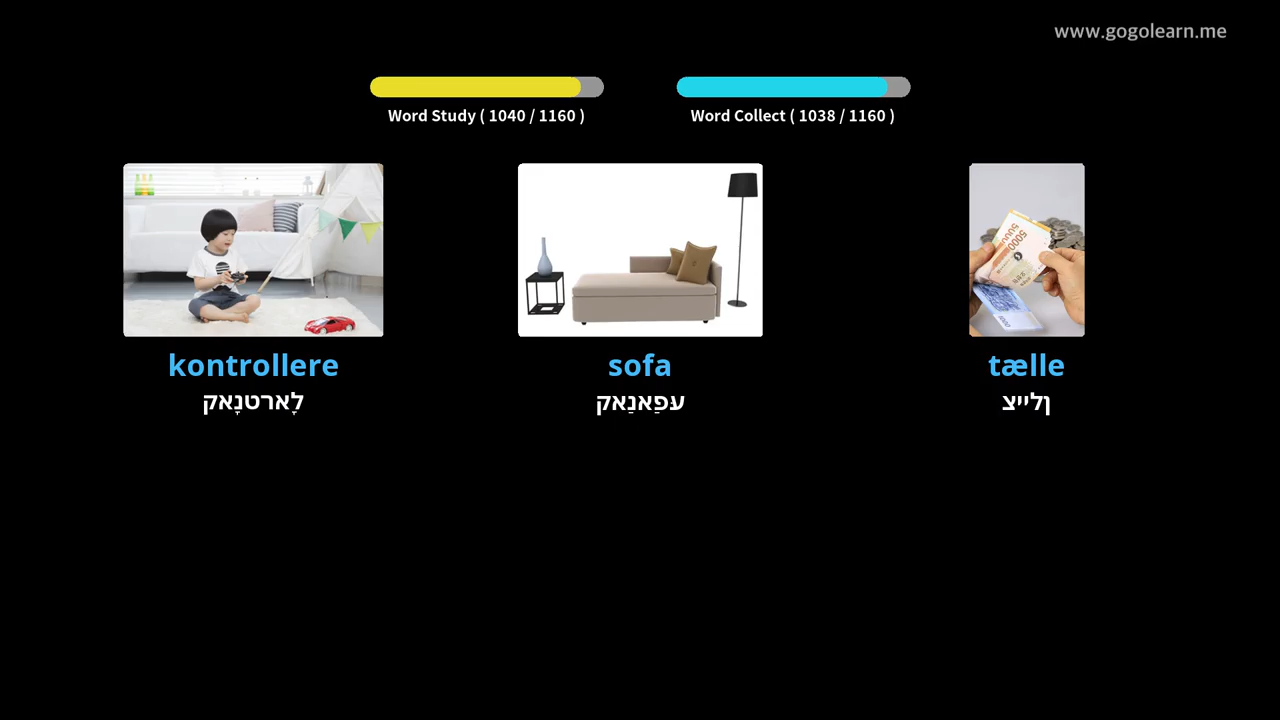 www.gogolearn.me
Word Study ( 1040 / 1160 )
Word Collect ( 1038 / 1160 )
kontrollere
לָארטנָאק
sofa
עפַאנַאק
tælle
ןלייצ